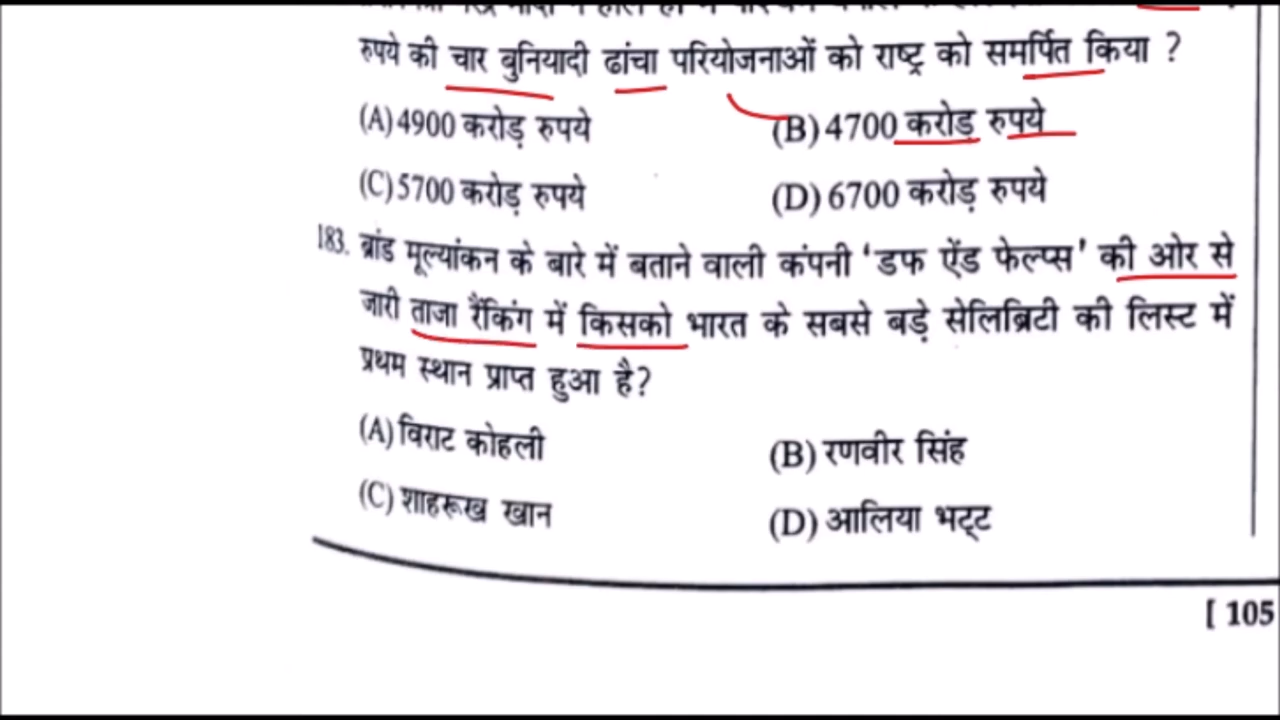 रुपये की चार बुनियादी ढांचा परियोजनाओं को राष्ट्र को समर्पित किया ?
(A) 4900 करोड़ रुपये (B) 4700 करोड़ रुपये
(C) 5700 करोड़ रुपये (D) 6700 करोड़ रुपये
183. ब्रांड मूल्यांकन के बारे में बताने वाली कंपनी 'डफ ऐंड फेल्प्स' की ओर से
जारी ताजा रैंकिंग में किसको भारत के सबसे बड़े सेलिब्रिटी की लिस्ट में
प्रथम स्थान प्राप्त हुआ है?
(A) विराट कोहली (B) रणवीर सिंह
(C) शाहरूख खान (D) आलिया भट्ट
[ 105